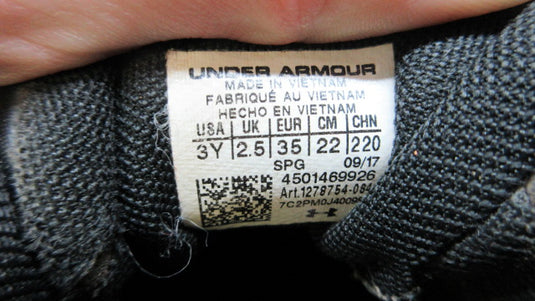 UNDER ARMOUR
MADE IN VIETNAM
FABRIQUÉ AU VIETNAM
HECHO EN VIETNAM
USA UK EUR CM CHN
3Y 2.5 35 22 220
SPG 09/17
4501469926
Art.1278754-084